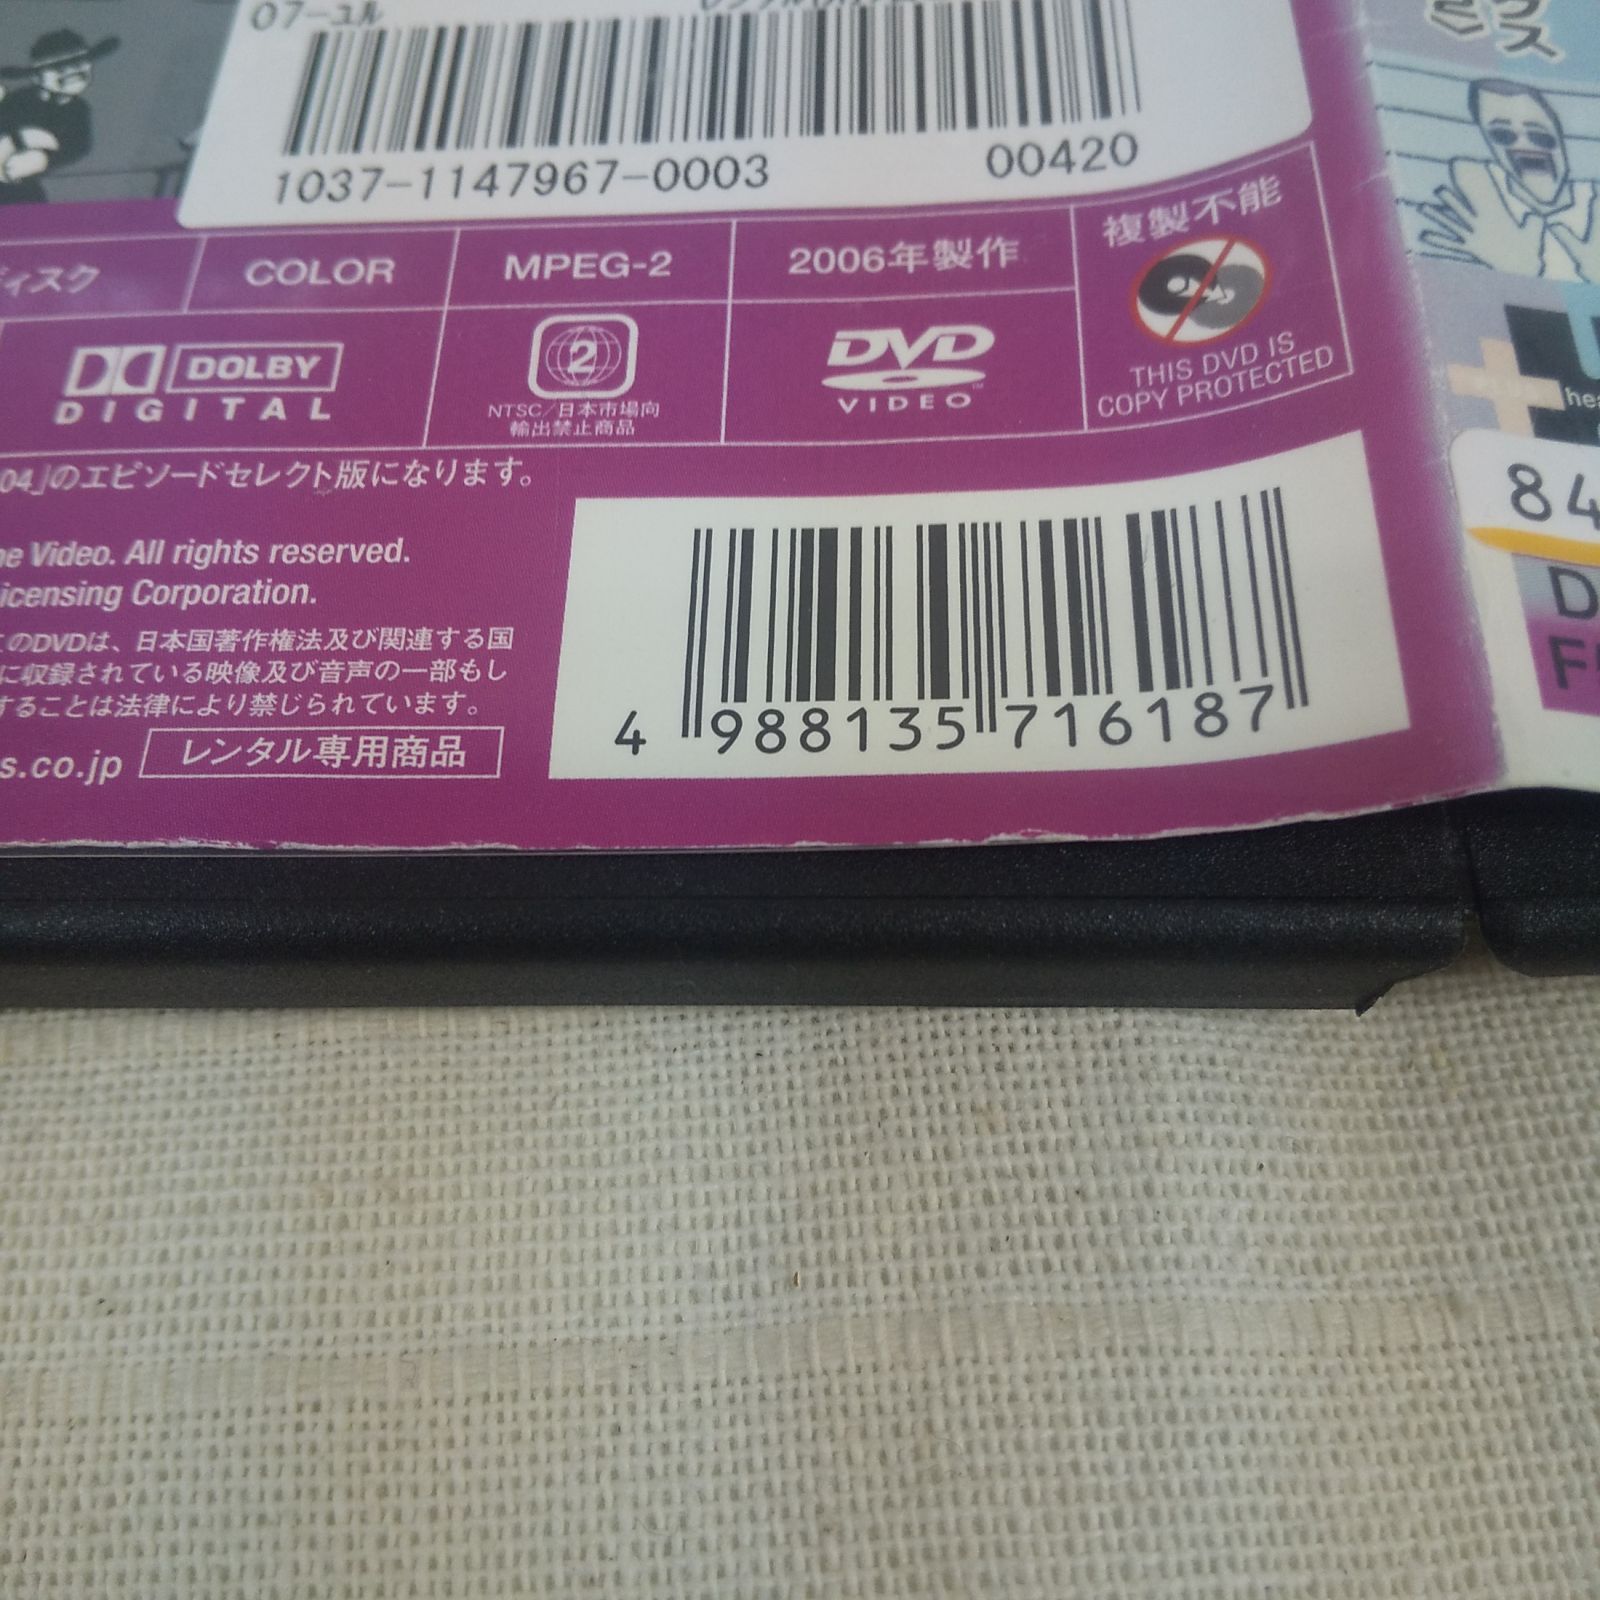 07-ユル
1037-1147967-0003 00420
ディスク COLOR MPEG-2 2006年製作 複製不能
DOLBY
DIGITAL
2
NTSC/日本市場向
輸出禁止商品
DVD
VIDEO
THIS DVD IS
COPY PROTECTED
04」のエピソードセレクト版になります。
Video. All rights reserved.
icensing Corporation.
このDVDは、日本国著作権法及び関連する国
に収録されている映像及び音声の一部もし
することは法律により禁じられています。
s.co.jp レンタル専用商品
4 988135 716187
84